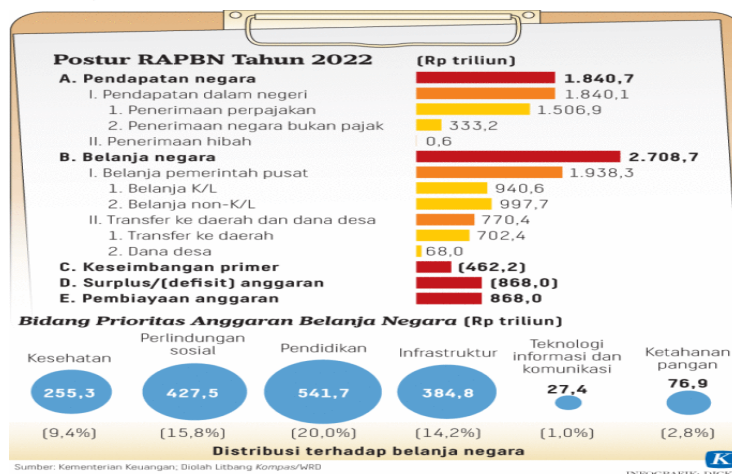 Postur RAPBN Tahun 2022 (Rp triliun)
A. Pendapatan negara 1.840,7
I. Pendapatan dalam negeri 1.840,1
1. Penerimaan perpajakan 1.506,9
2. Penerimaan negara bukan pajak 333,2
II. Penerimaan hibah 0,6
B. Belanja negara 2.708,7
I. Belanja pemerintah pusat 1.938,3
1. Belanja K/L 940,6
2. Belanja non-K/L 997,7
II. Transfer ke daerah dan dana desa 770,4
1. Transfer ke daerah 702,4
2. Dana desa 68,0
C. Keseimbangan primer (462,2)
D. Surplus/(defisit) anggaran (868,0)
E. Pembiayaan anggaran 868,0
Bidang Prioritas Anggaran Belanja Negara (Rp triliun)
Kesehatan
255,3
(9,4%)
Perlindungan
sosial
427,5
(15,8%)
Pendidikan
541,7
(20,0%)
Infrastruktur
384,8
(14,2%)
Teknologi
informasi dan
komunikasi
27,4
(1,0%)
Ketahanan
pangan
76,9
(2,8%)
Distribusi terhadap belanja negara
Sumber: Kementerian Keuangan; Diolah Litbang Kompas/WRD
K